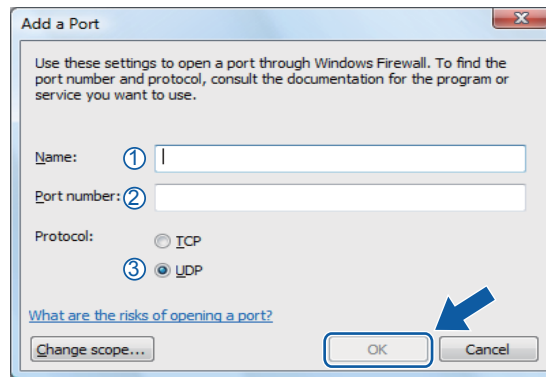 Add a Port
Use these settings to open a port through Windows Firewall. To find the
port number and protocol, consult the documentation for the program or
service you want to use.
Name: 1
Port number: 2
Protocol: TCP
3 UDP
What are the risks of opening a port?
Change scope... OK Cancel